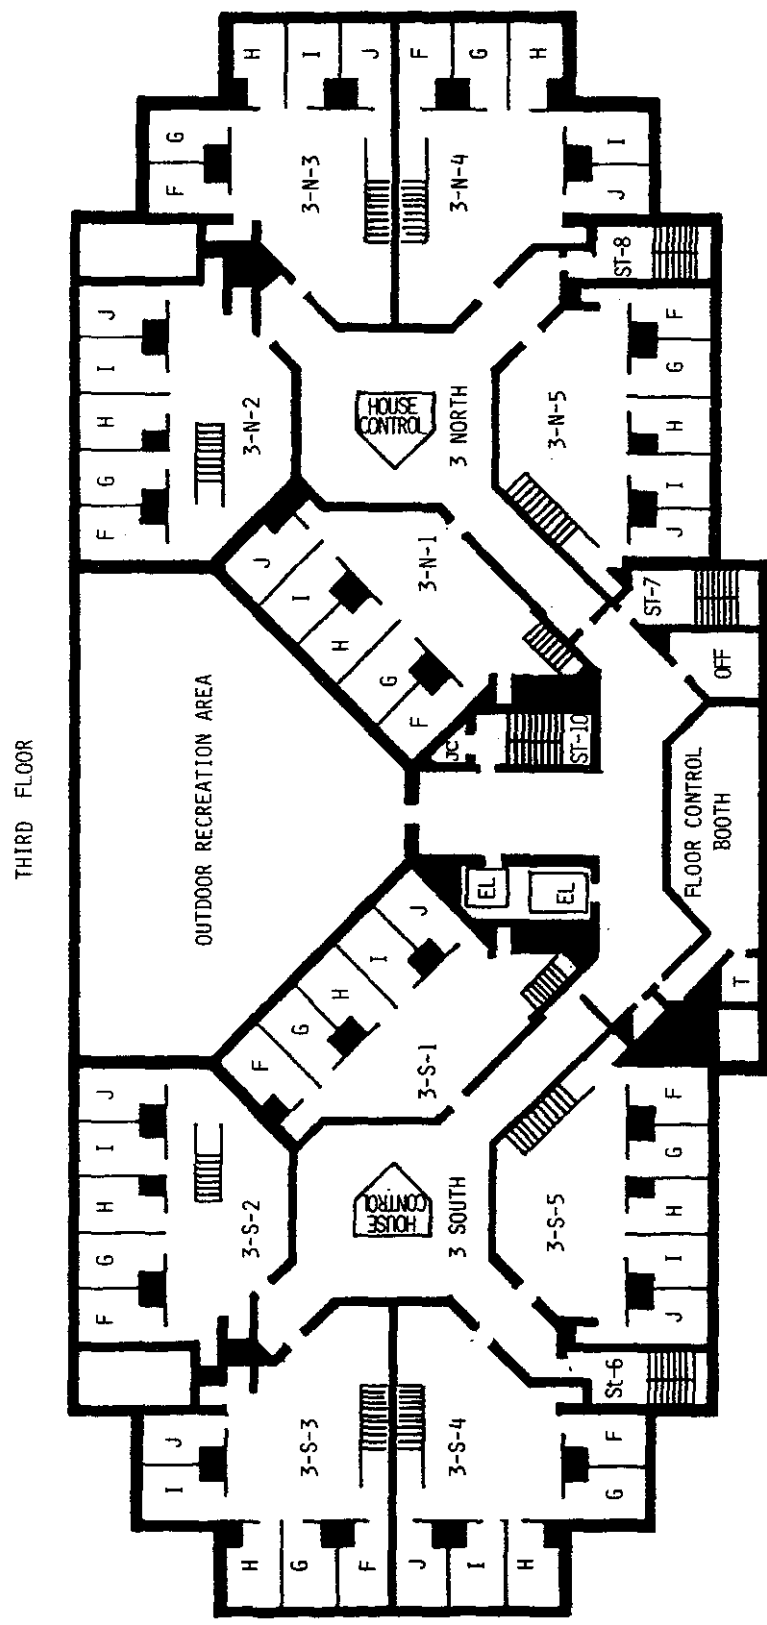 THIRD FLOOR
F G H I J
F G H I J
I J
F G
OUTDOOR RECREATION AREA
H G F
3-S-3
3-S-2
F G H I J
3-S-1
F G H I J
3-N-1
3-N-2
3-N-3
H I J
HOUSE
CONTROL
3 SOUTH
HOUSE
CONTROL
3 NORTH
J I H
3-S-4
G F
3-S-5
EL
EL
JC
ST-10
3-N-5
3-N-4
F G H
J I
St-6
ST-7
ST-8
J I H G F
T
FLOOR CONTROL
BOOTH
OFF
J I H G F